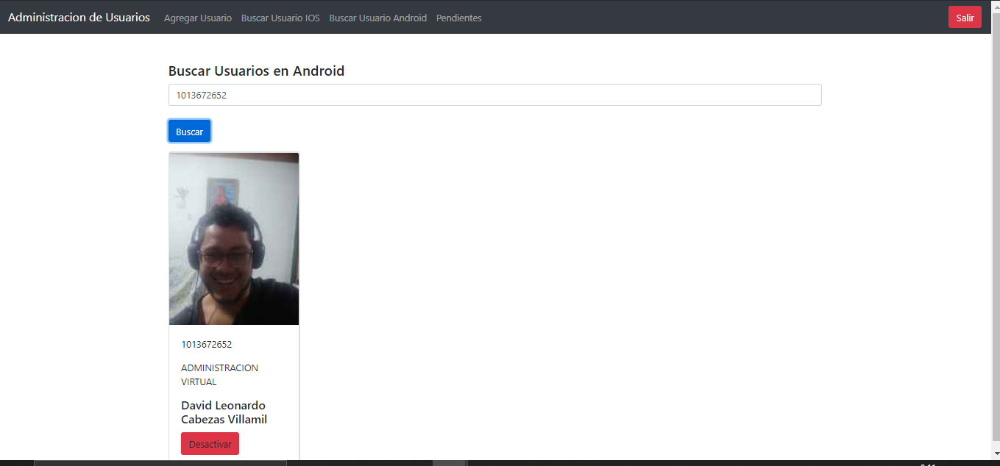 Administracion de Usuarios Agregar Usuario Buscar Usuario IOS Buscar Usuario Android Pendientes Salir
Buscar Usuarios en Android
1013672652
Buscar
1013672652
ADMINISTRACION
VIRTUAL
David Leonardo
Cabezas Villamil
Desactivar